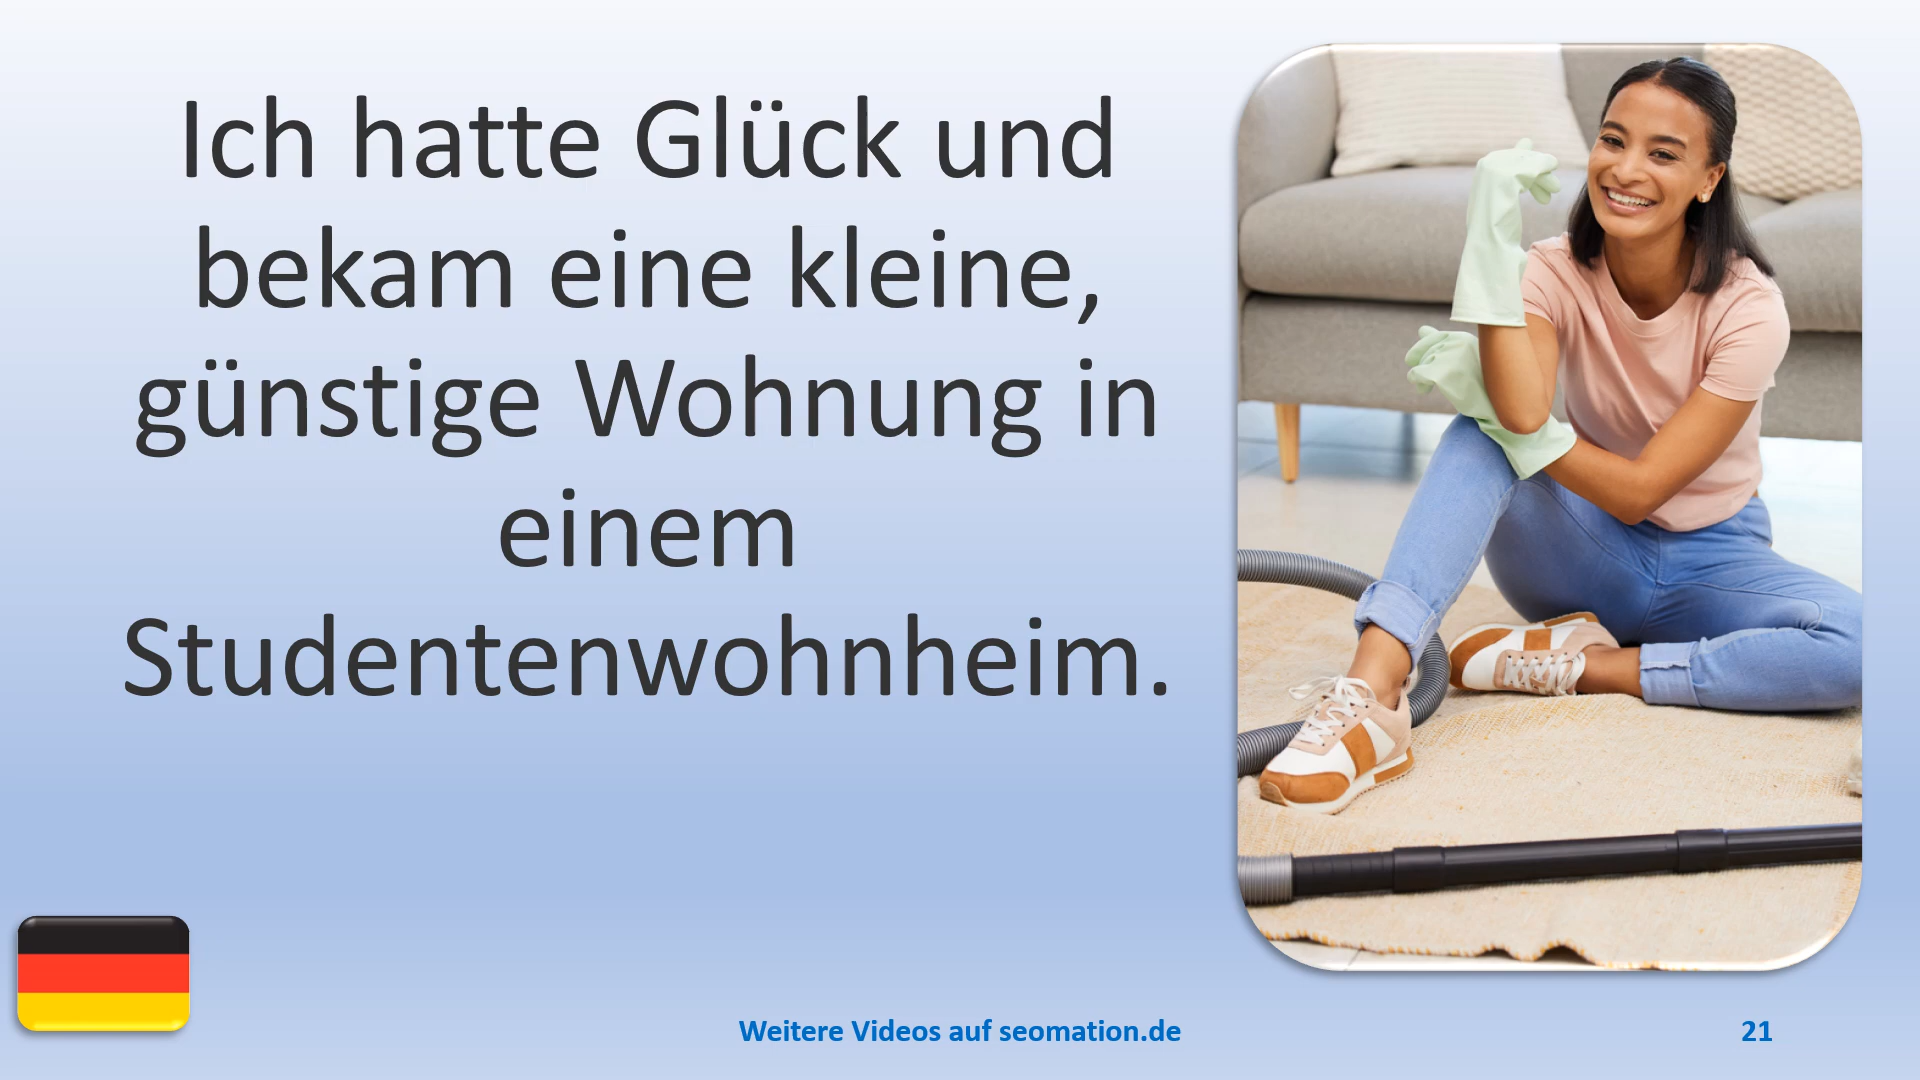 Ich hatte Glück und
bekam eine kleine,
günstige Wohnung in
einem
Studentenwohnheim.
Weitere Videos auf seomation.de
21